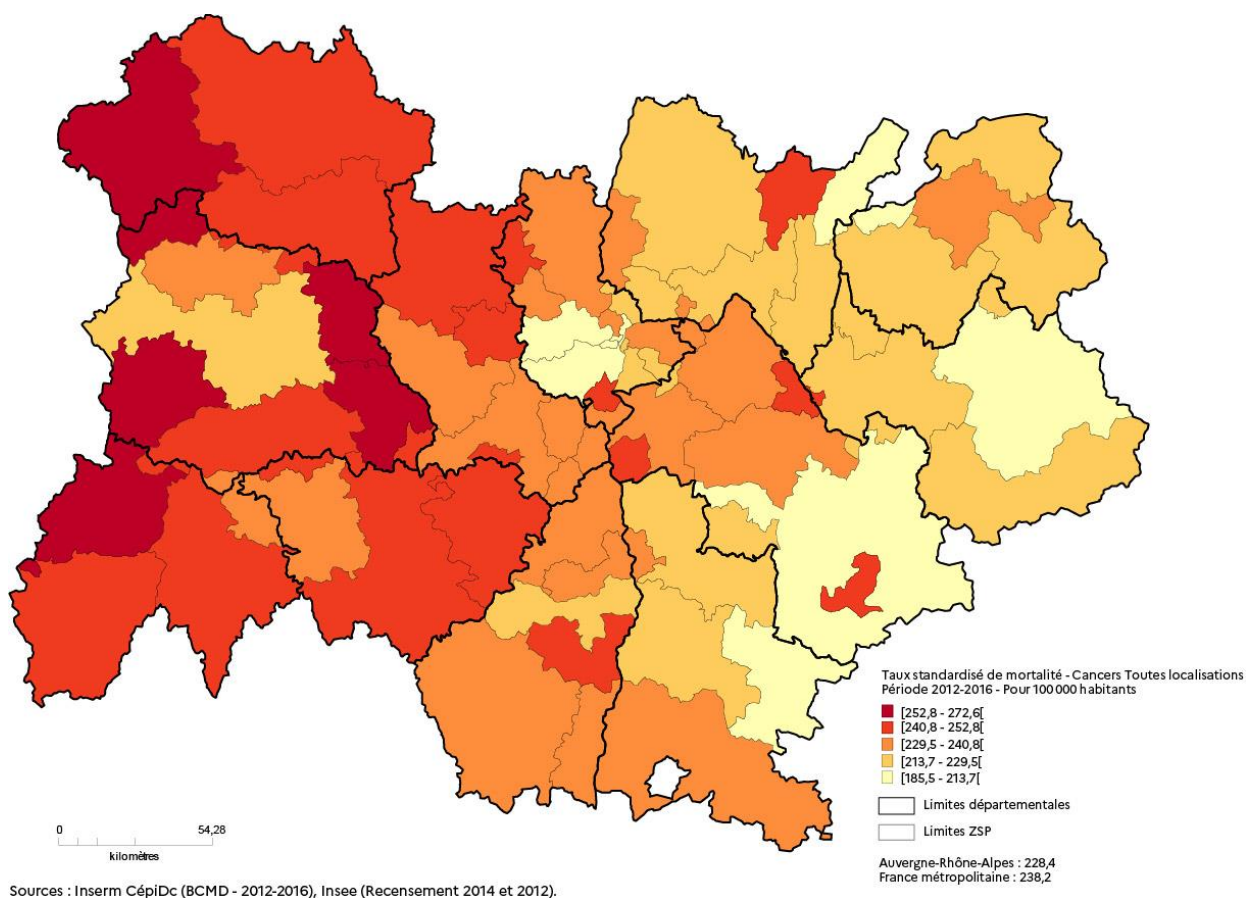 Taux standardisé de mortalité - Cancers Toutes localisations
Période 2012-2016 - Pour 100 000 habitants
[252,8 - 272,6[
[240,8 - 252,8[
[229,5 - 240,8[
[213,7 - 229,5[
[185,5 - 213,7[
Limites départementales
Limites ZSP
Auvergne-Rhône-Alpes : 228,4
France métropolitaine : 238,2
0 54,28
kilomètres
Sources : Inserm CépiDc (BCMD - 2012-2016), Insee (Recensement 2014 et 2012).